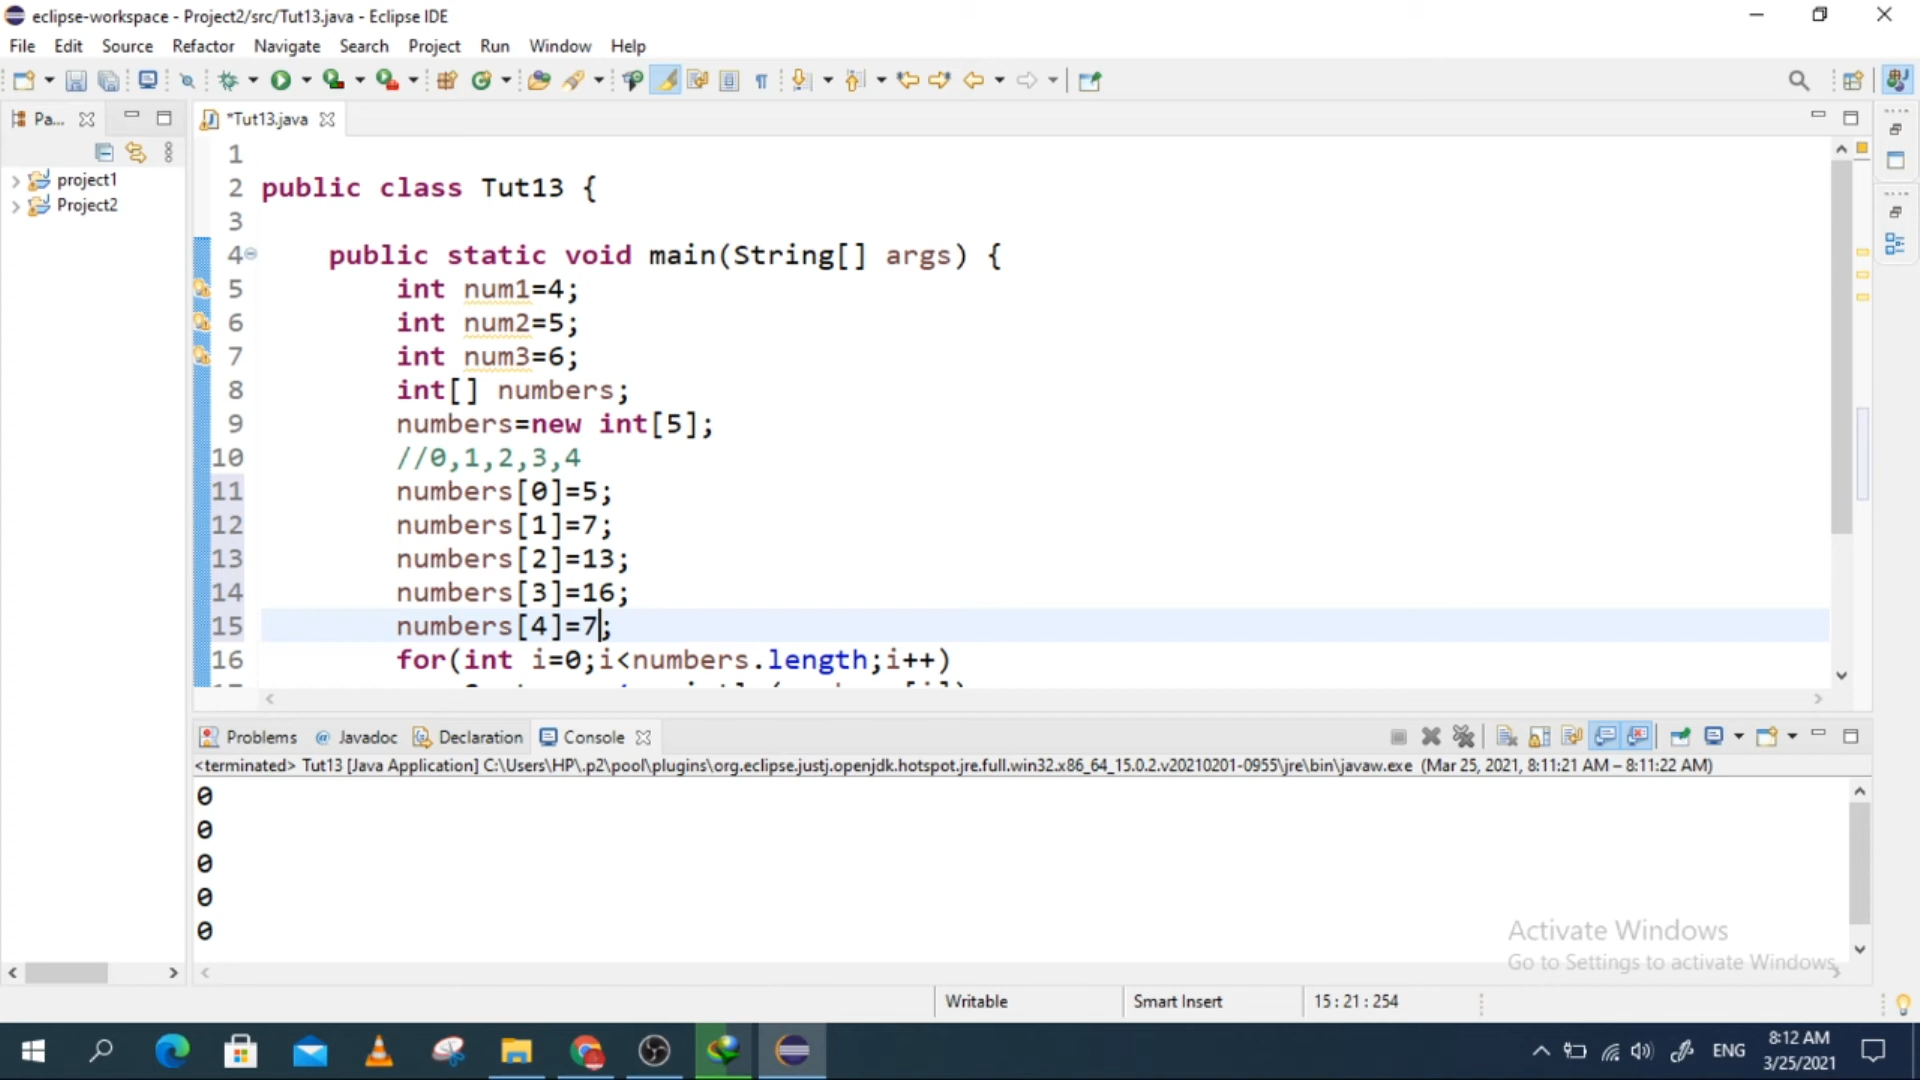 eclipse-workspace - Project2/src/Tut13.java - Eclipse IDE
File Edit Source Refactor Navigate Search Project Run Window Help
Pa...
*Tut13.java
project1
Project2
1
2 public class Tut13 {
3
4 public static void main(String[] args) {
5 int num1=4;
6 int num2=5;
7 int num3=6;
8 int[] numbers;
9 numbers=new int[5];
10 //0,1,2,3,4
11 numbers[0]=5;
12 numbers[1]=7;
13 numbers[2]=13;
14 numbers[3]=16;
15 numbers[4]=7;
16 for(int i=0;i<numbers.length;i++)
Problems Javadoc Declaration Console
<terminated> Tut13 [Java Application] C:\Users\HP\.p2\pool\plugins\org.eclipse.justj.openjdk.hotspot.jre.full.win32.x86_64_15.0.2.v20210201-0955\jre\bin\javaw.exe (Mar 25, 2021, 8:11:21 AM – 8:11:22 AM)
0
0
0
0
0
Activate Windows
Go to Settings to activate Windows.
Writable Smart Insert 15 : 21 : 254
ENG
8:12 AM
3/25/2021